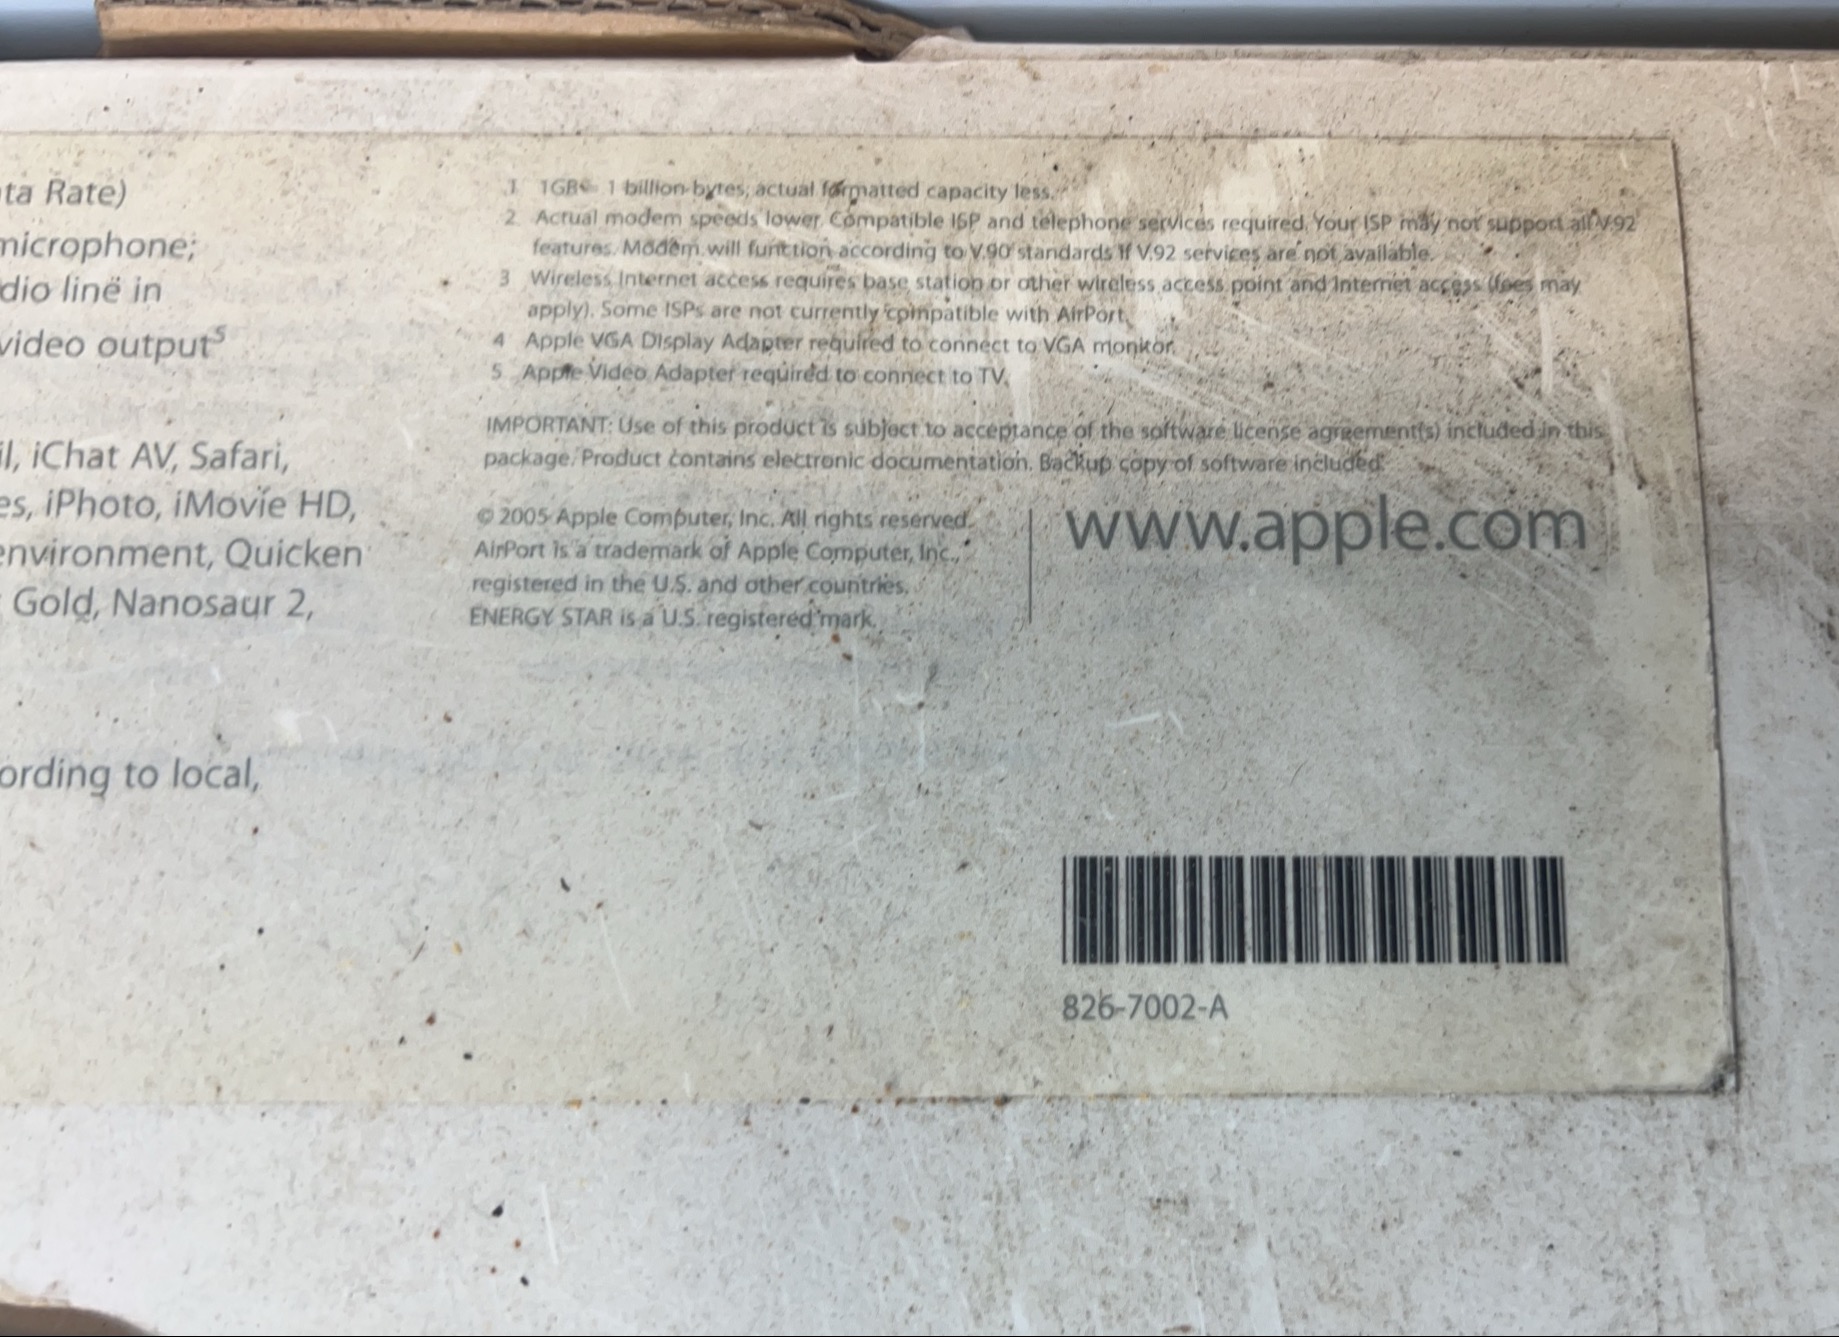 ta Rate)
microphone;
dio line in
video output5
il, iChat AV, Safari,
es, iPhoto, iMovie HD,
environment, Quicken
Gold, Nanosaur 2,
ording to local,
1 1GB = 1 billion bytes; actual formatted capacity less.
2 Actual modem speeds lower. Compatible ISP and telephone services required. Your ISP may not support all V.92
features. Modem will function according to V.90 standards if V.92 services are not available.
3 Wireless Internet access requires base station or other wireless access point and Internet access (fees may
apply). Some ISPs are not currently compatible with AirPort.
4 Apple VGA Display Adapter required to connect to VGA monitor.
5 Apple Video Adapter required to connect to TV.
IMPORTANT: Use of this product is subject to acceptance of the software license agreement(s) included in this
package. Product contains electronic documentation. Backup copy of software included.
© 2005 Apple Computer, Inc. All rights reserved.
AirPort is a trademark of Apple Computer, Inc.,
registered in the U.S. and other countries.
ENERGY STAR is a U.S. registered mark.
www.apple.com
826-7002-A